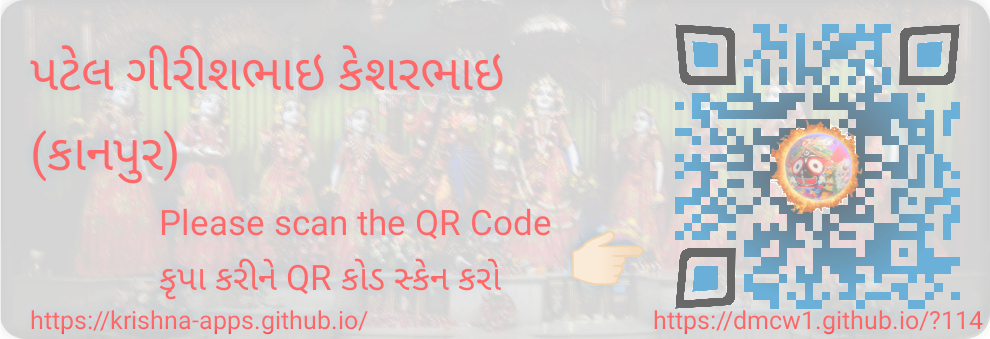 પટેલ ગીરીશભાઇ કેશરભાઇ
(કાનપુર)
Please scan the QR Code
કૃપા કરીને QR કોડ સ્કેન કરો
https://krishna-apps.github.io/
https://dmcw1.github.io/?114